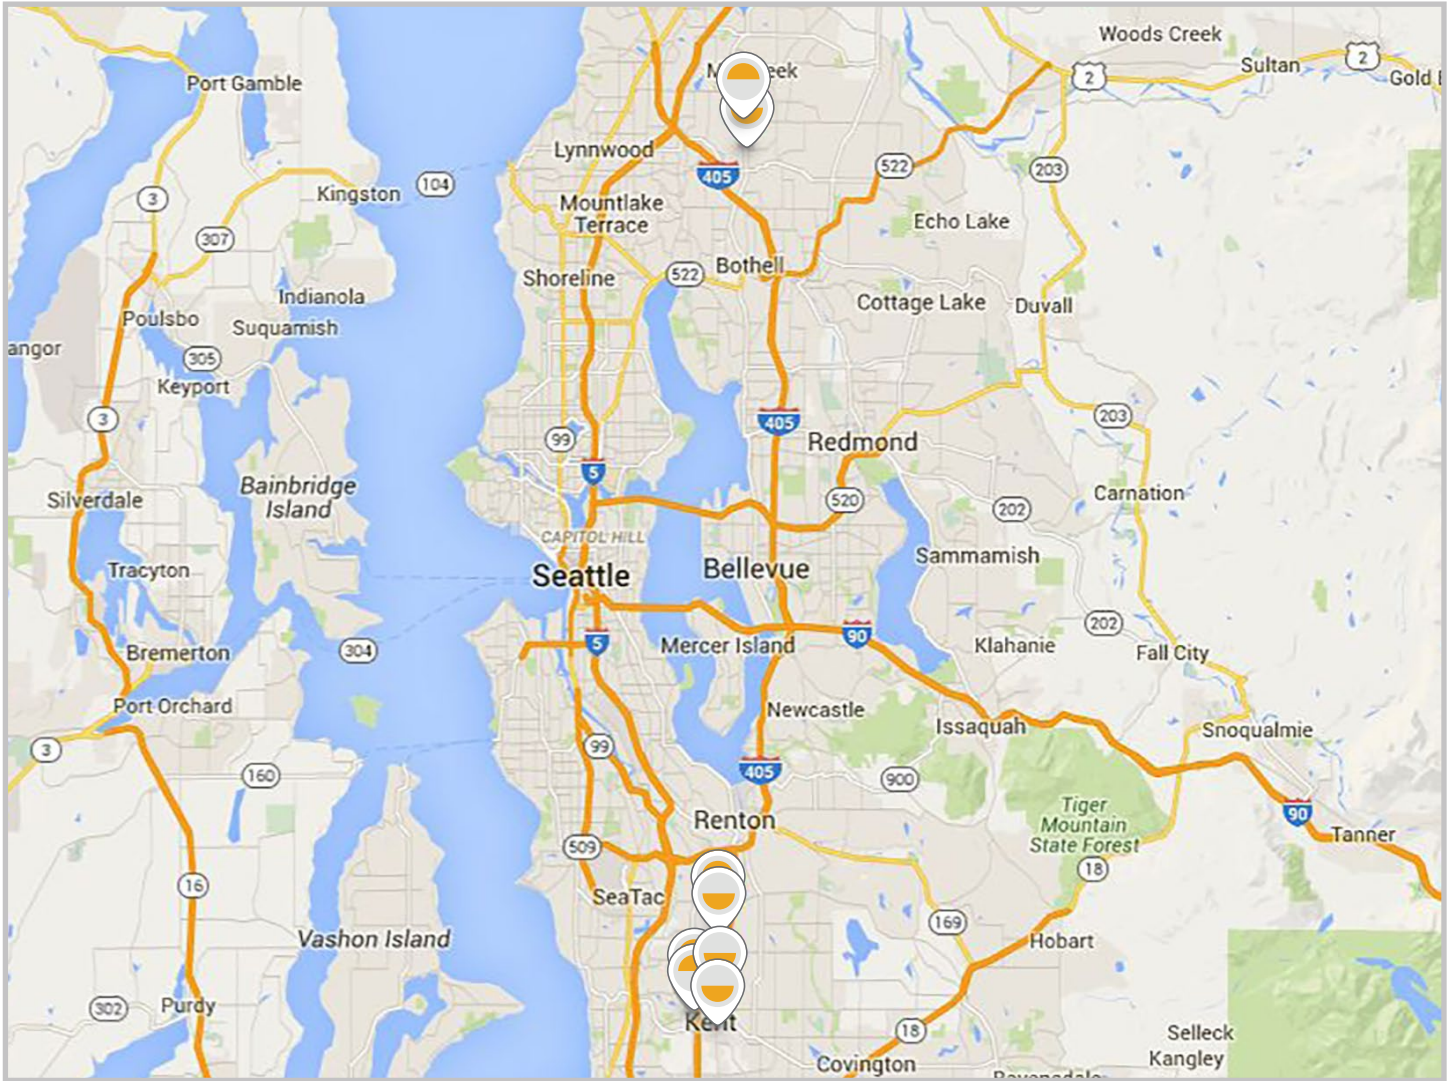 Woods Creek
Sultan
2
2
Gold
Port Gamble
Lynnwood
405
522
203
3
Kingston
104
Mountlake
Terrace
Echo Lake
307
Shoreline
522
Bothell
Indianola
Cottage Lake
Duvall
Poulsbo
Suquamish
angor
305
Keyport
3
99
405
Redmond
203
5
Silverdale
Bainbridge
Island
520
202
Carnation
CAPITOL HILL
Tracyton
Seattle
Bellevue
Sammamish
202
Bremerton
304
5
Mercer Island
90
Klahanie
Fall City
Port Orchard
Newcastle
Issaquah
Snoqualmie
3
160
99
405
900
Tiger
Mountain
State Forest
Renton
90
Tanner
509
18
16
SeaTac
169
Vashon Island
Hobart
302
Purdy
Kent
18
Selleck
Kangley
Covington